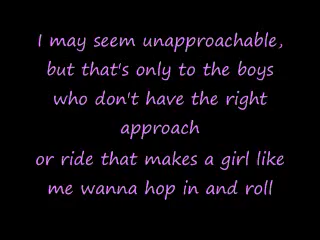 I may seem unapproachable,
but that's only to the boys
who don't have the right
approach
or ride that makes a girl like
me wanna hop in and roll